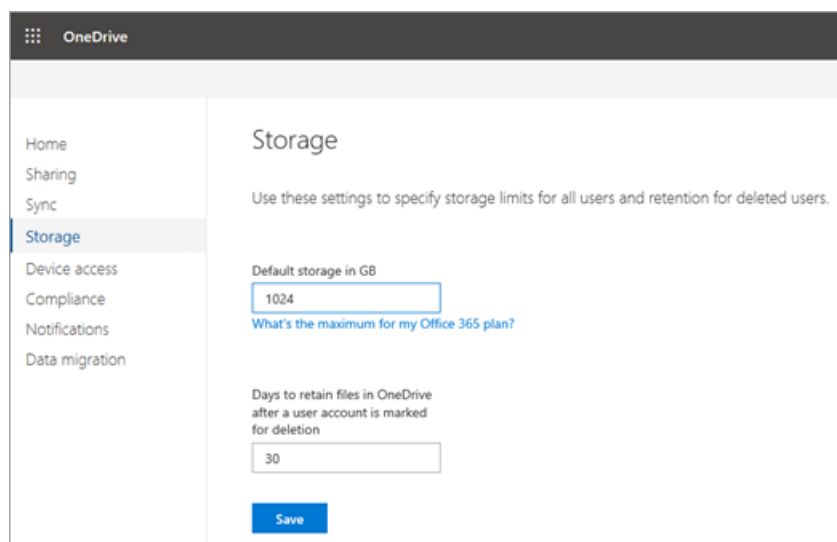 OneDrive
Home
Sharing
Sync
Storage
Device access
Compliance
Notifications
Data migration
Storage
Use these settings to specify storage limits for all users and retention for deleted users.
Default storage in GB
1024
What's the maximum for my Office 365 plan?
Days to retain files in OneDrive
after a user account is marked
for deletion
30
Save